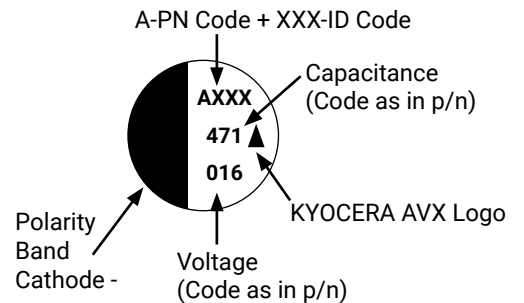 A-PN Code + XXX-ID Code
Capacitance
(Code as in p/n)
AXXX
471
016
KYOCERA AVX Logo
Polarity
Band
Cathode -
Voltage
(Code as in p/n)